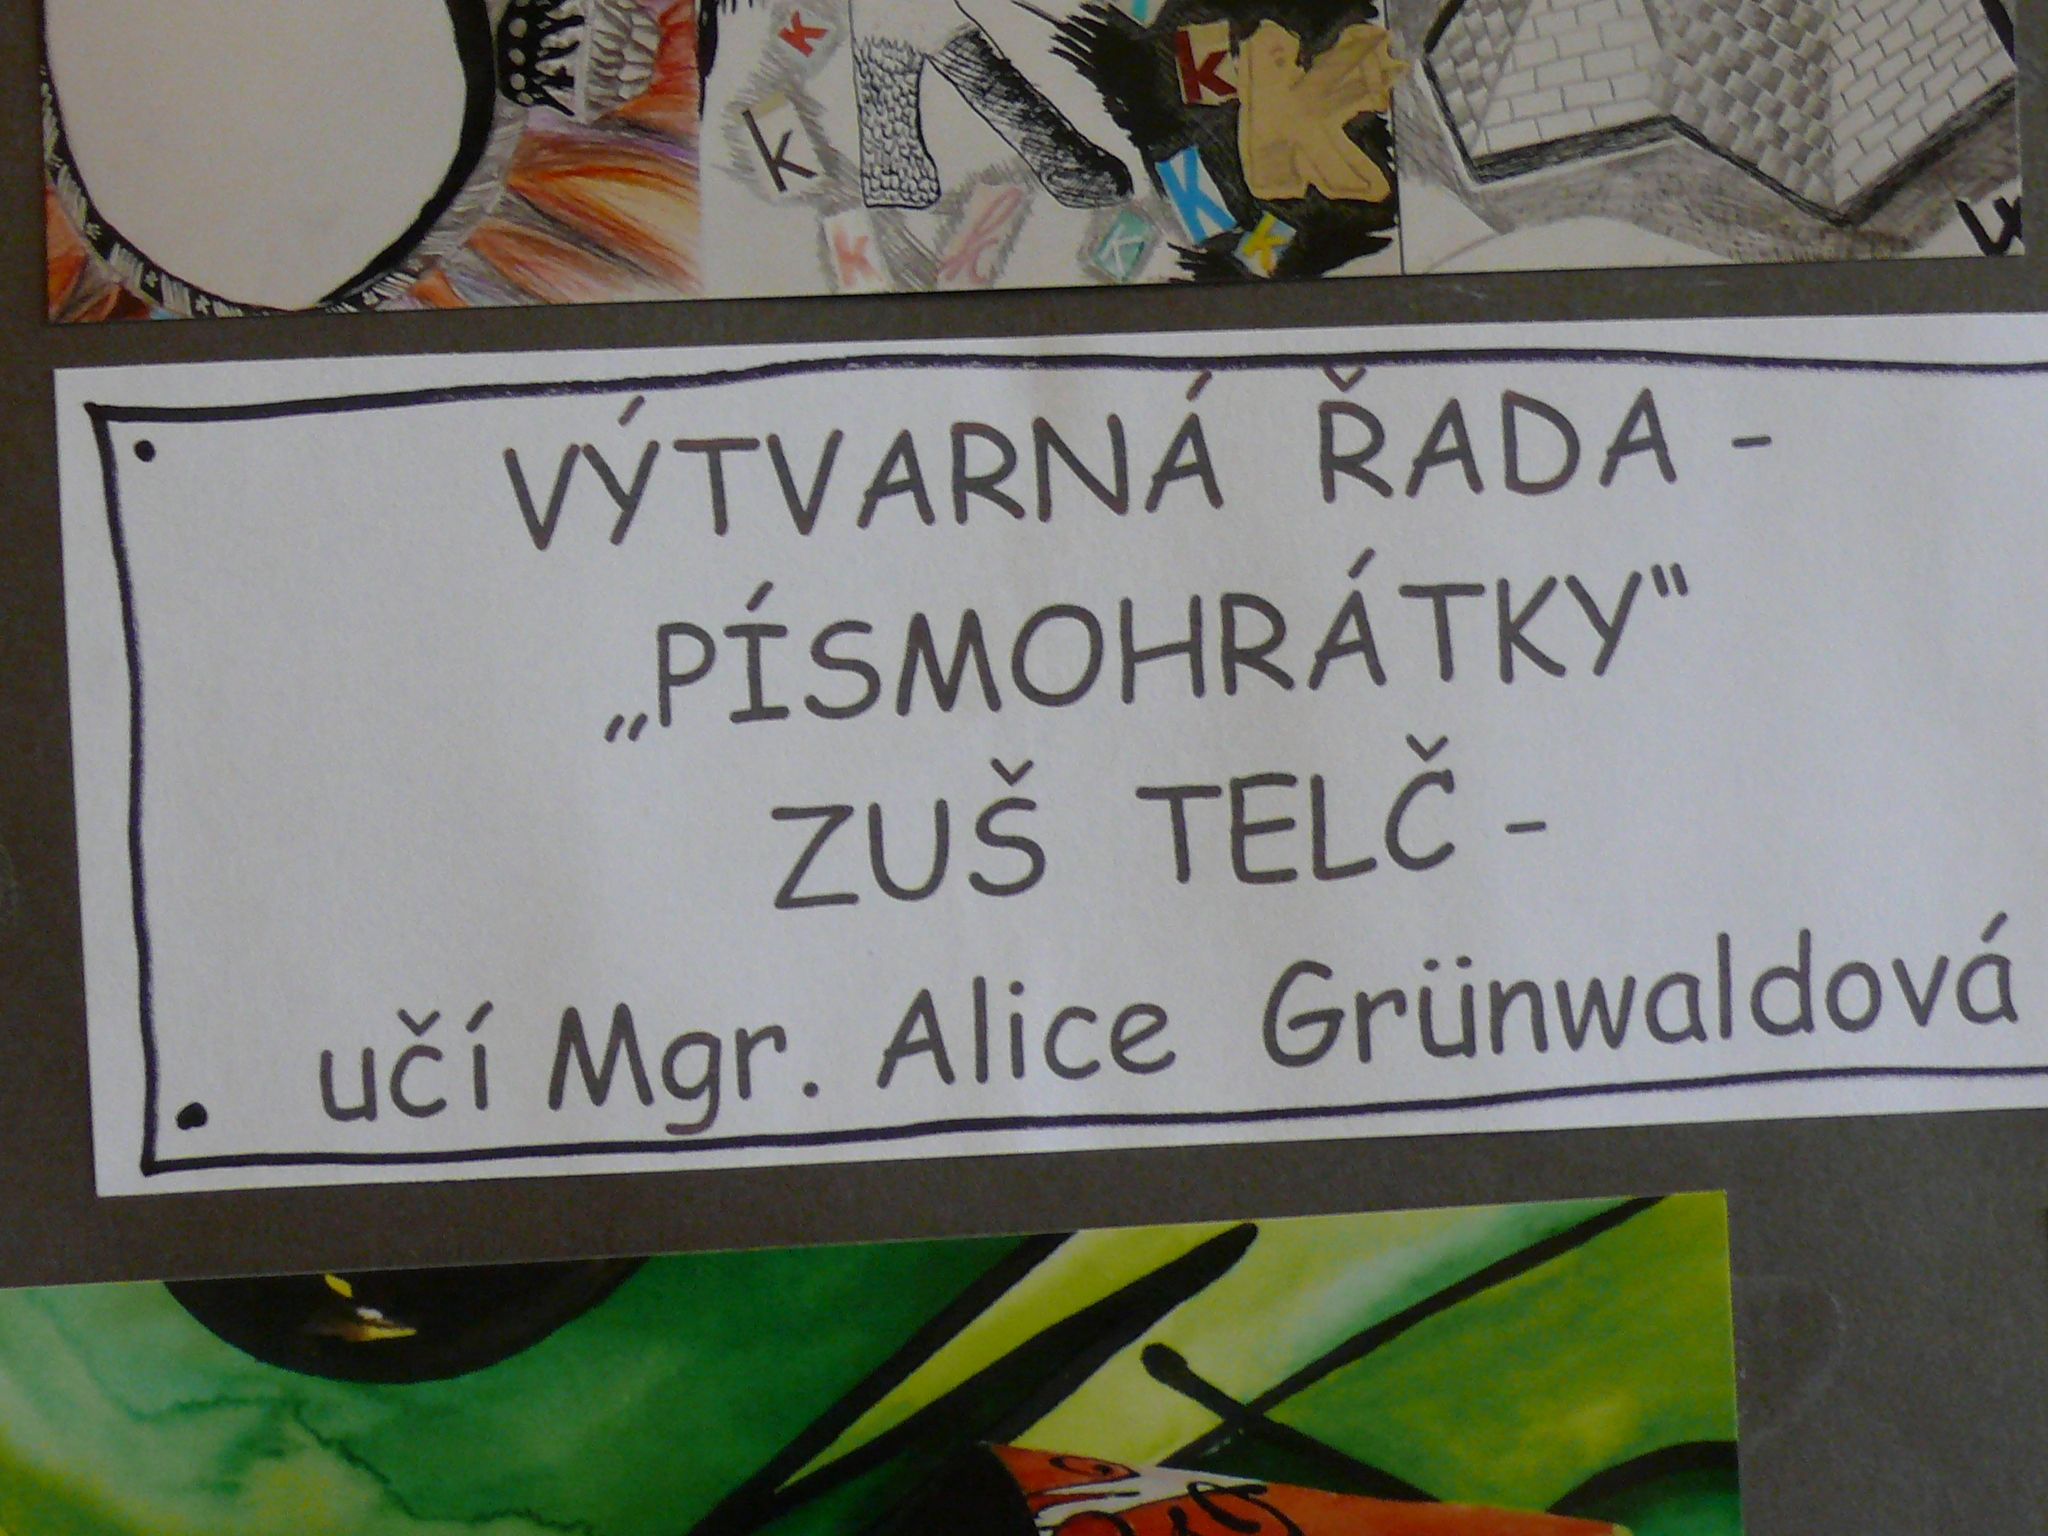 k
k
k
K
k
k
k
K
K
k
VÝTVARNÁ ŘADA -
„PÍSMOHRÁTKY"
ZUŠ TELČ -
učí Mgr. Alice Grünwaldová